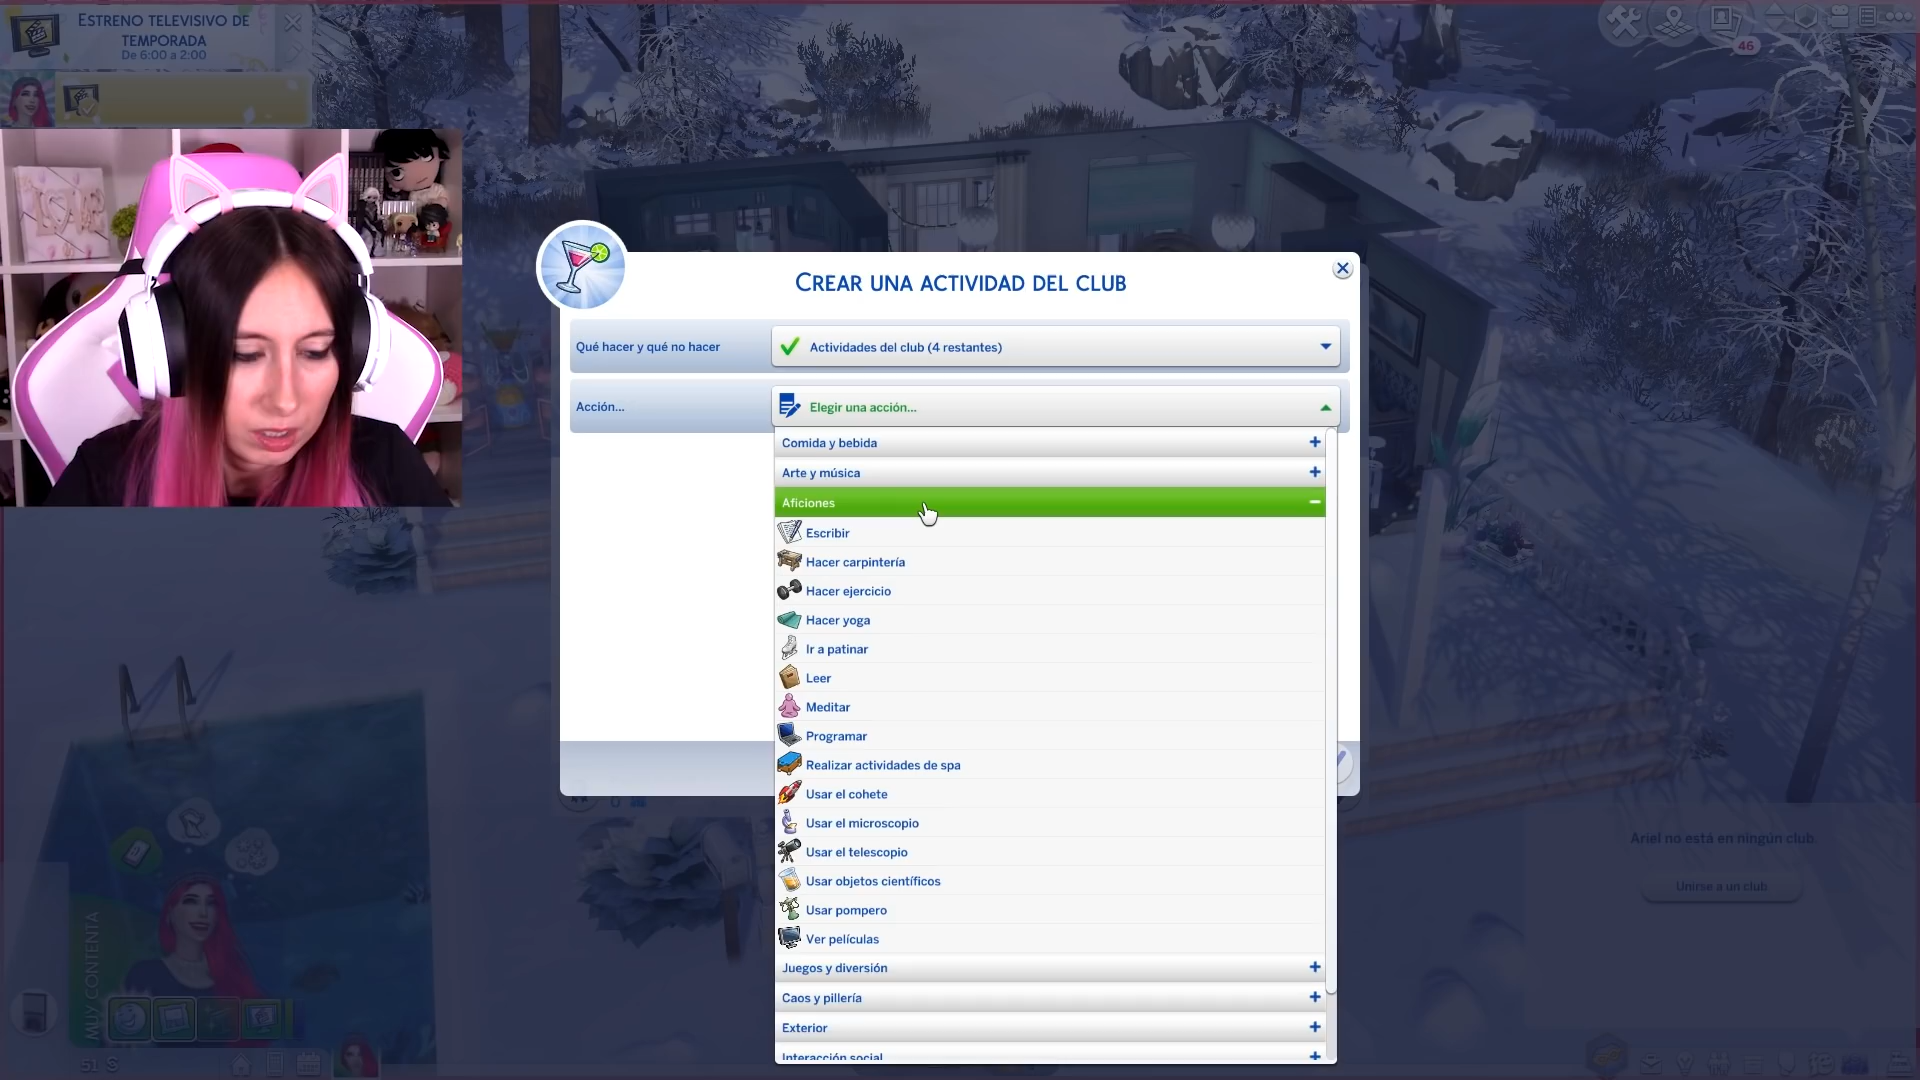 ESTRENO TELEVISIVO DE
TEMPORADA
De 6:00 a 2:00
46
CREAR UNA ACTIVIDAD DEL CLUB
Qué hacer y qué no hacer
Actividades del club (4 restantes)
Acción...
Elegir una acción...
Comida y bebida
Arte y música
Aficiones
Escribir
Hacer carpintería
Hacer ejercicio
Hacer yoga
Ir a patinar
Leer
Meditar
Programar
Realizar actividades de spa
Usar el cohete
Usar el microscopio
Usar el telescopio
Usar objetos científicos
Usar pompero
Ver películas
Juegos y diversión
Caos y pillería
Exterior
Interacción social
Ariel no está en ningún club.
Unirse a un club
MUY CONTENTA
51 S